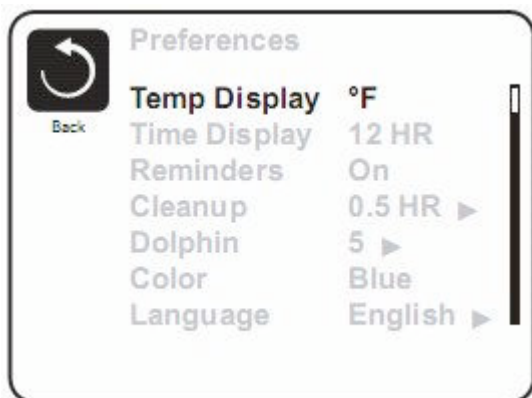 Preferences
Back
Temp Display °F
Time Display 12 HR
Reminders On
Cleanup 0.5 HR ▶
Dolphin 5 ▶
Color Blue
Language English ▶